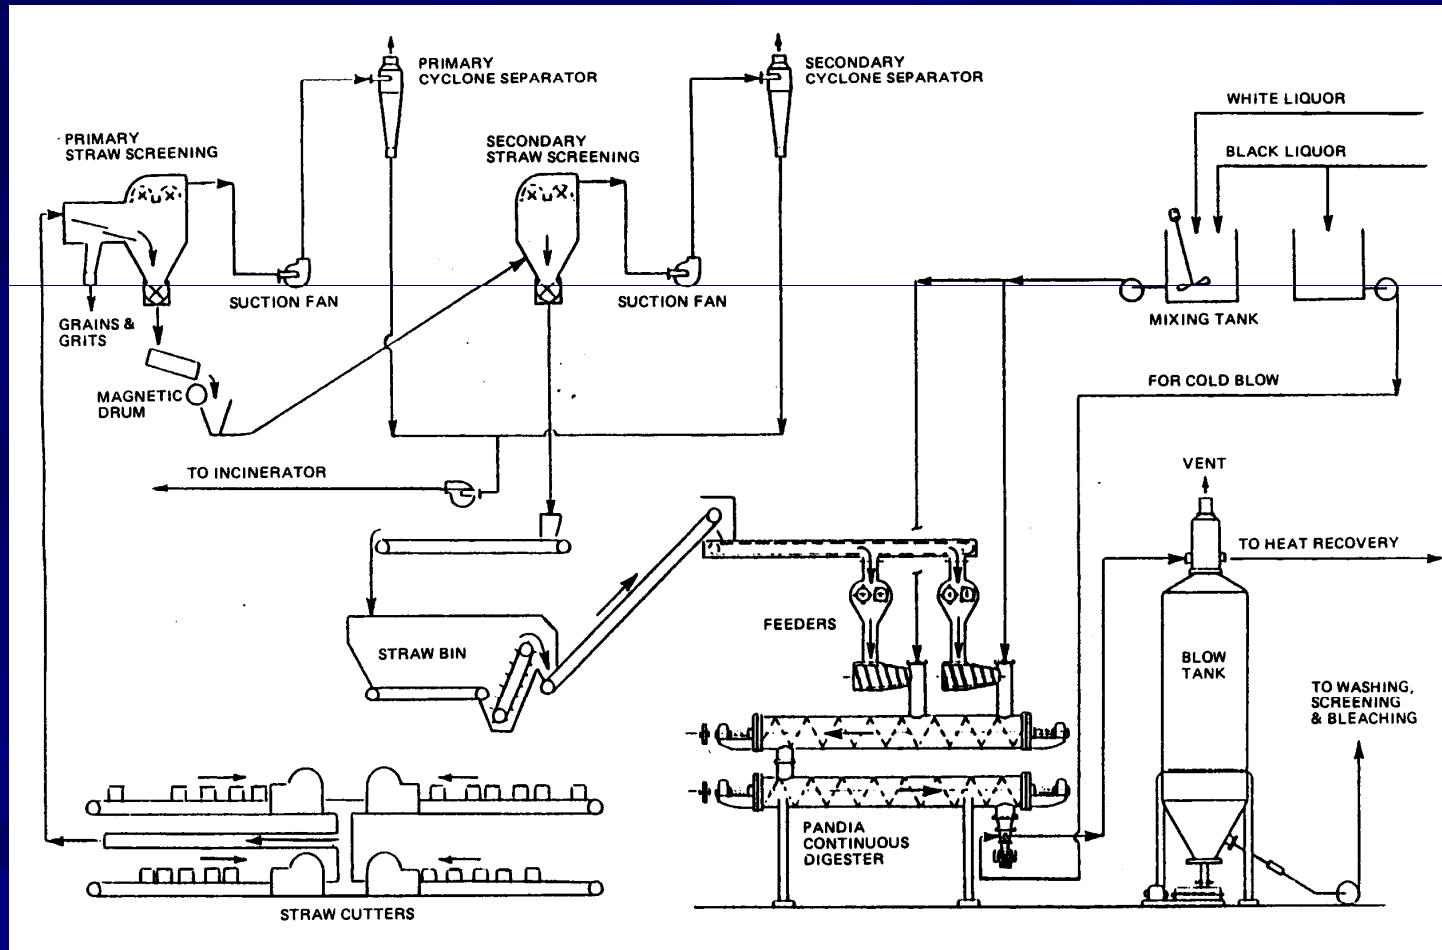 PRIMARY
CYCLONE SEPARATOR
SECONDARY
CYCLONE SEPARATOR
WHITE LIQUOR
PRIMARY
STRAW SCREENING
SECONDARY
STRAW SCREENING
BLACK LIQUOR
SUCTION FAN
SUCTION FAN
GRAINS &
GRITS
MIXING TANK
MAGNETIC
DRUM
FOR COLD BLOW
TO INCINERATOR
VENT
TO HEAT RECOVERY
FEEDERS
STRAW BIN
BLOW
TANK
TO WASHING,
SCREENING
& BLEACHING
PANDIA
CONTINUOUS
DIGESTER
STRAW CUTTERS